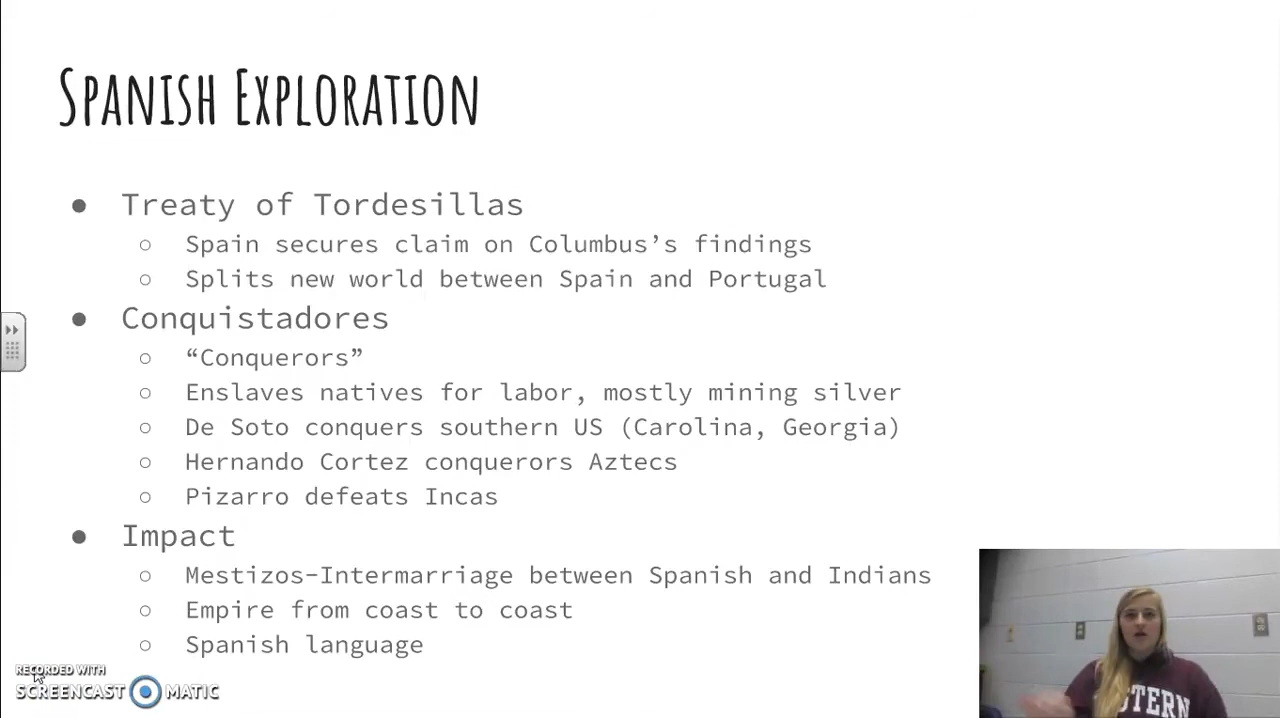 Spanish Exploration
● Treaty of Tordesillas
○ Spain secures claim on Columbus’s findings
○ Splits new world between Spain and Portugal
● Conquistadores
○ “Conquerors”
○ Enslaves natives for labor, mostly mining silver
○ De Soto conquers southern US (Carolina, Georgia)
○ Hernando Cortez conquerors Aztecs
○ Pizarro defeats Incas
● Impact
○ Mestizos-Intermarriage between Spanish and Indians
○ Empire from coast to coast
○ Spanish language
RECORDED WITH
SCREENCAST MATIC
STERN